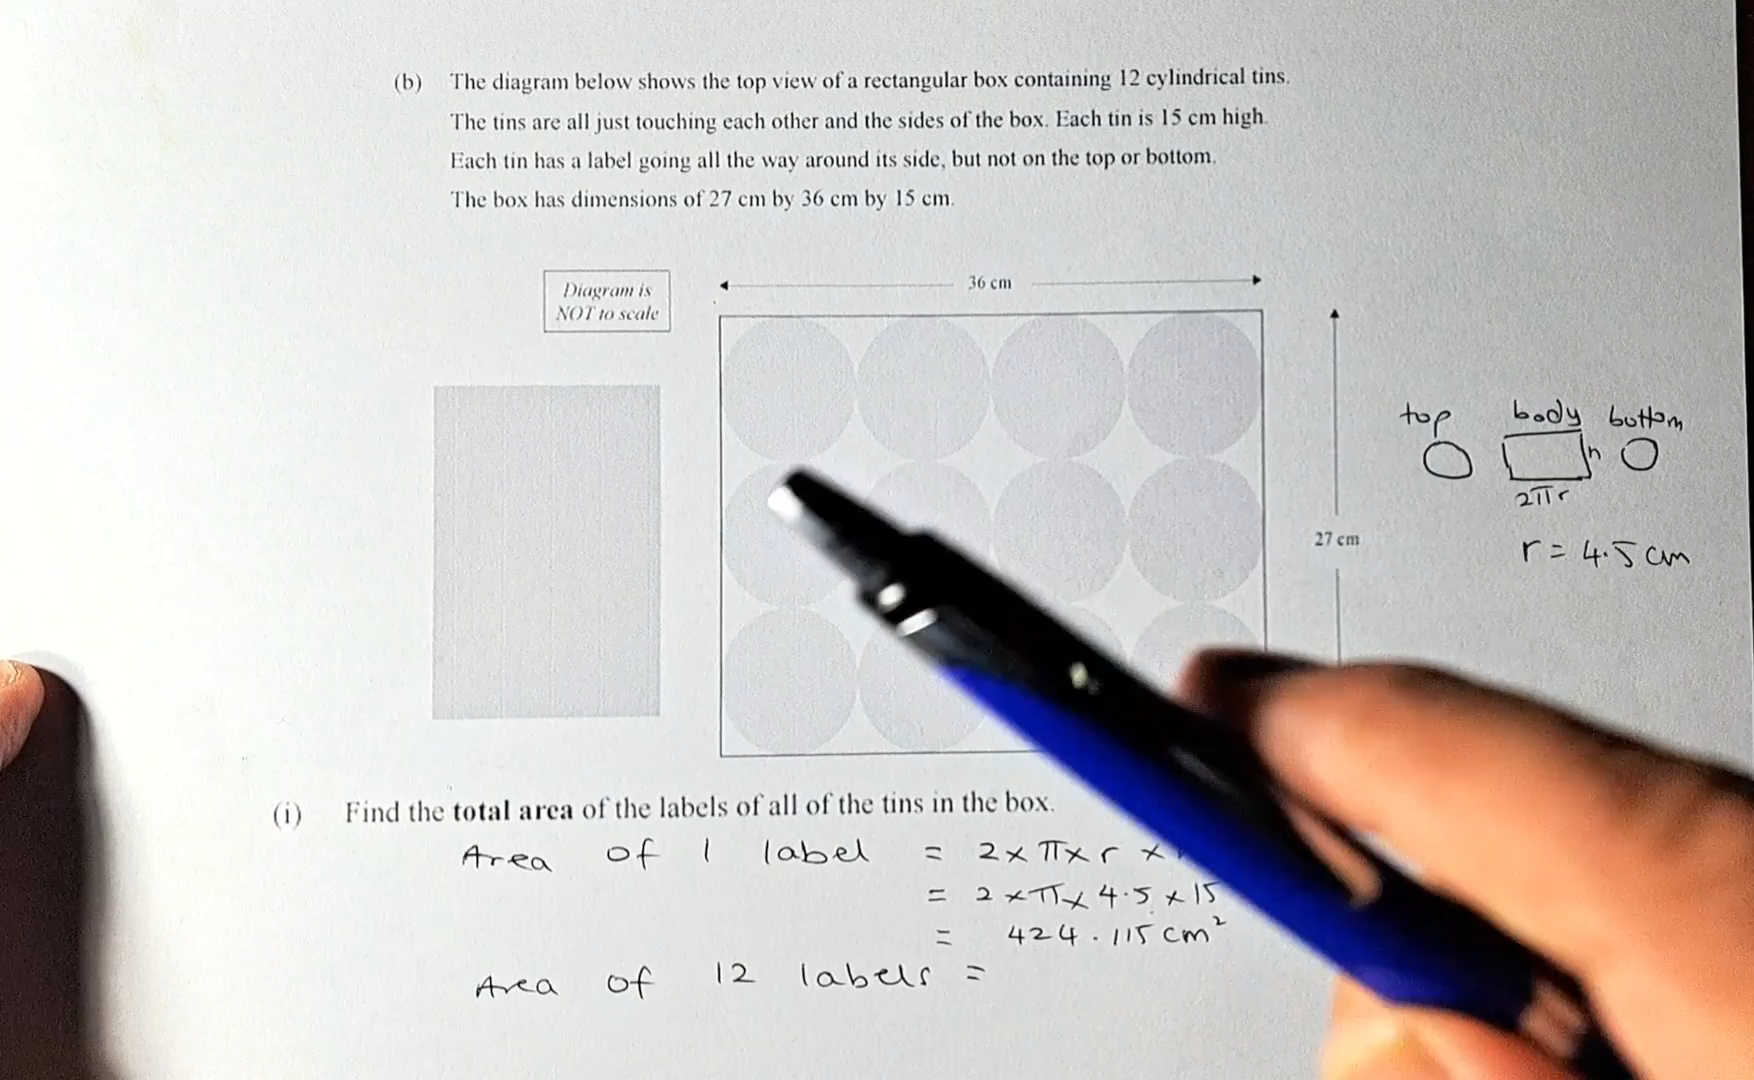 (b) The diagram below shows the top view of a rectangular box containing 12 cylindrical tins.
The tins are all just touching each other and the sides of the box. Each tin is 15 cm high.
Each tin has a label going all the way around its side, but not on the top or bottom.
The box has dimensions of 27 cm by 36 cm by 15 cm.
Diagram is
NOT to scale
36 cm
27 cm
top body bottom
h
2πr
r = 4.5 cm
(i) Find the total area of the labels of all of the tins in the box.
Area of 1 label = 2 × π × r ×
= 2 × π × 4.5 × 15
= 424.115 cm²
Area of 12 labels =